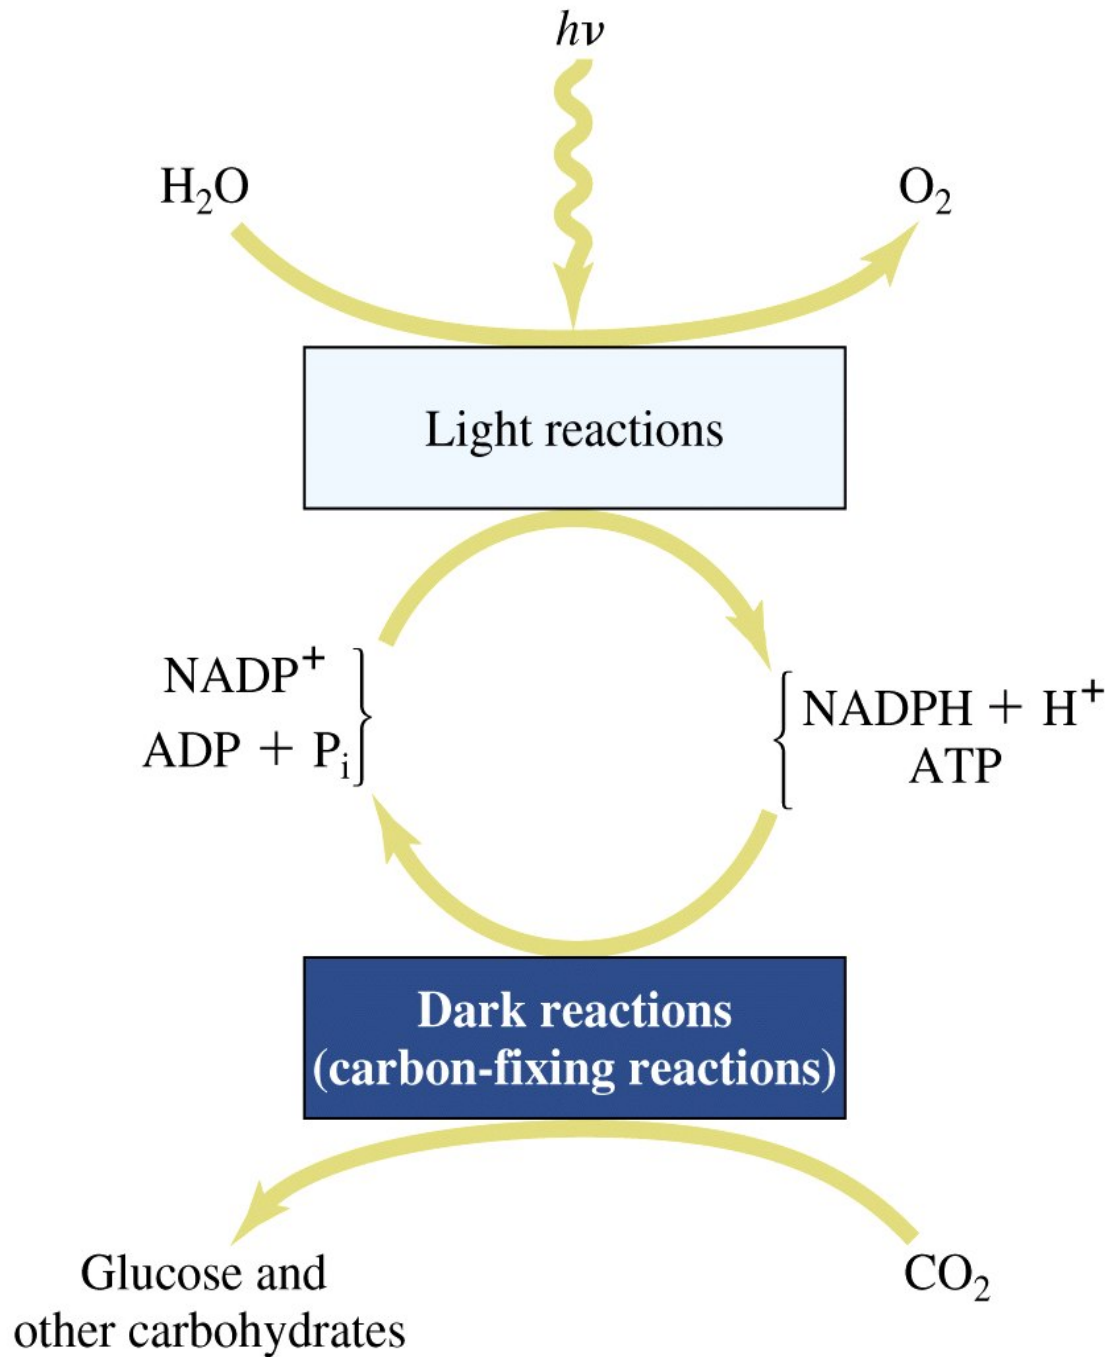 hν
H₂O
O₂
Light reactions
NADP⁺
ADP + Pᵢ
NADPH + H⁺
ATP
Dark reactions
(carbon-fixing reactions)
Glucose and
other carbohydrates
CO₂